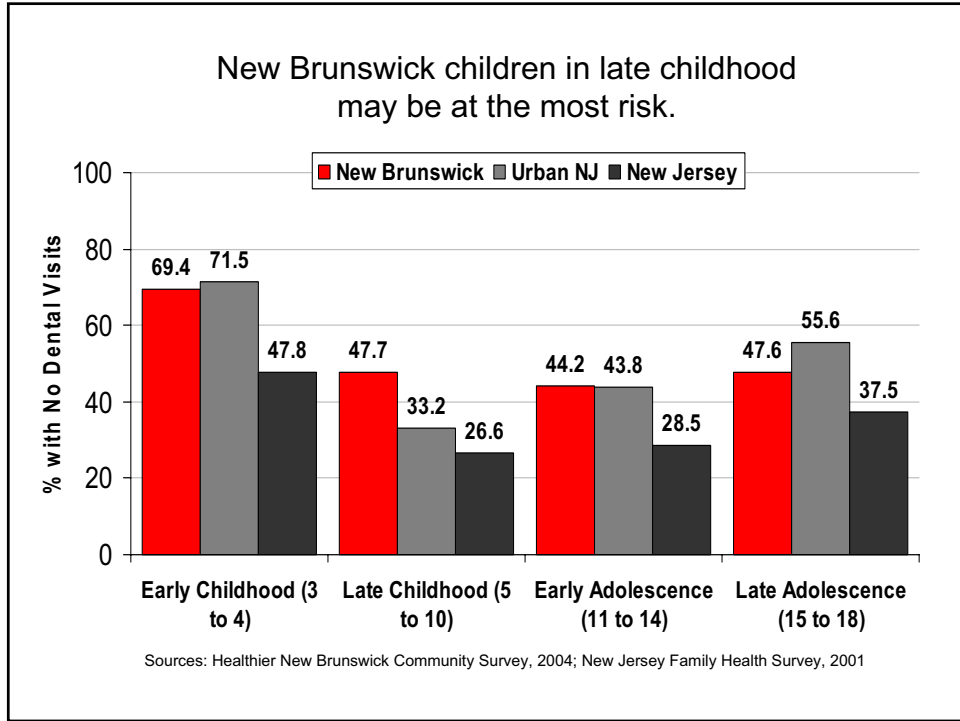 New Brunswick children in late childhood
may be at the most risk.
New Brunswick Urban NJ New Jersey
% with No Dental Visits
100
80
60
40
20
0
69.4 71.5 47.8
47.7 33.2 26.6
44.2 43.8 28.5
47.6 55.6 37.5
Early Childhood (3
to 4)
Late Childhood (5
to 10)
Early Adolescence
(11 to 14)
Late Adolescence
(15 to 18)
Sources: Healthier New Brunswick Community Survey, 2004; New Jersey Family Health Survey, 2001